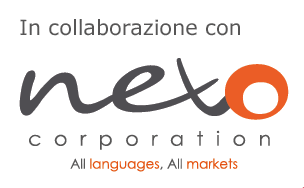 In collaborazione con
nexo
corporation
All languages, All markets